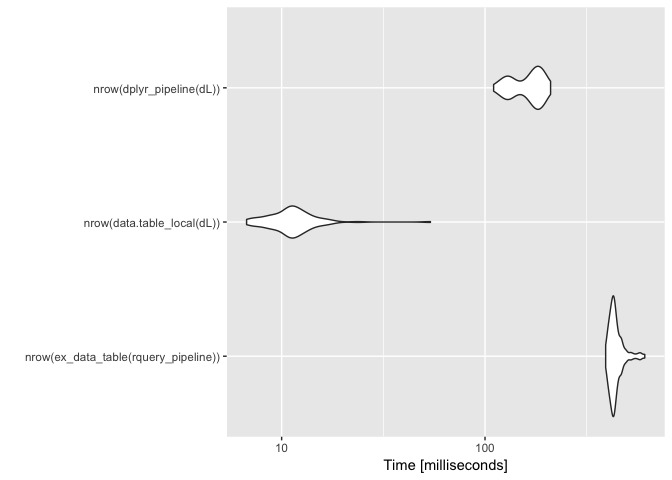 nrow(dplyr_pipeline(dL))
nrow(data.table_local(dL))
nrow(ex_data_table(rquery_pipeline))
10
100
Time [milliseconds]